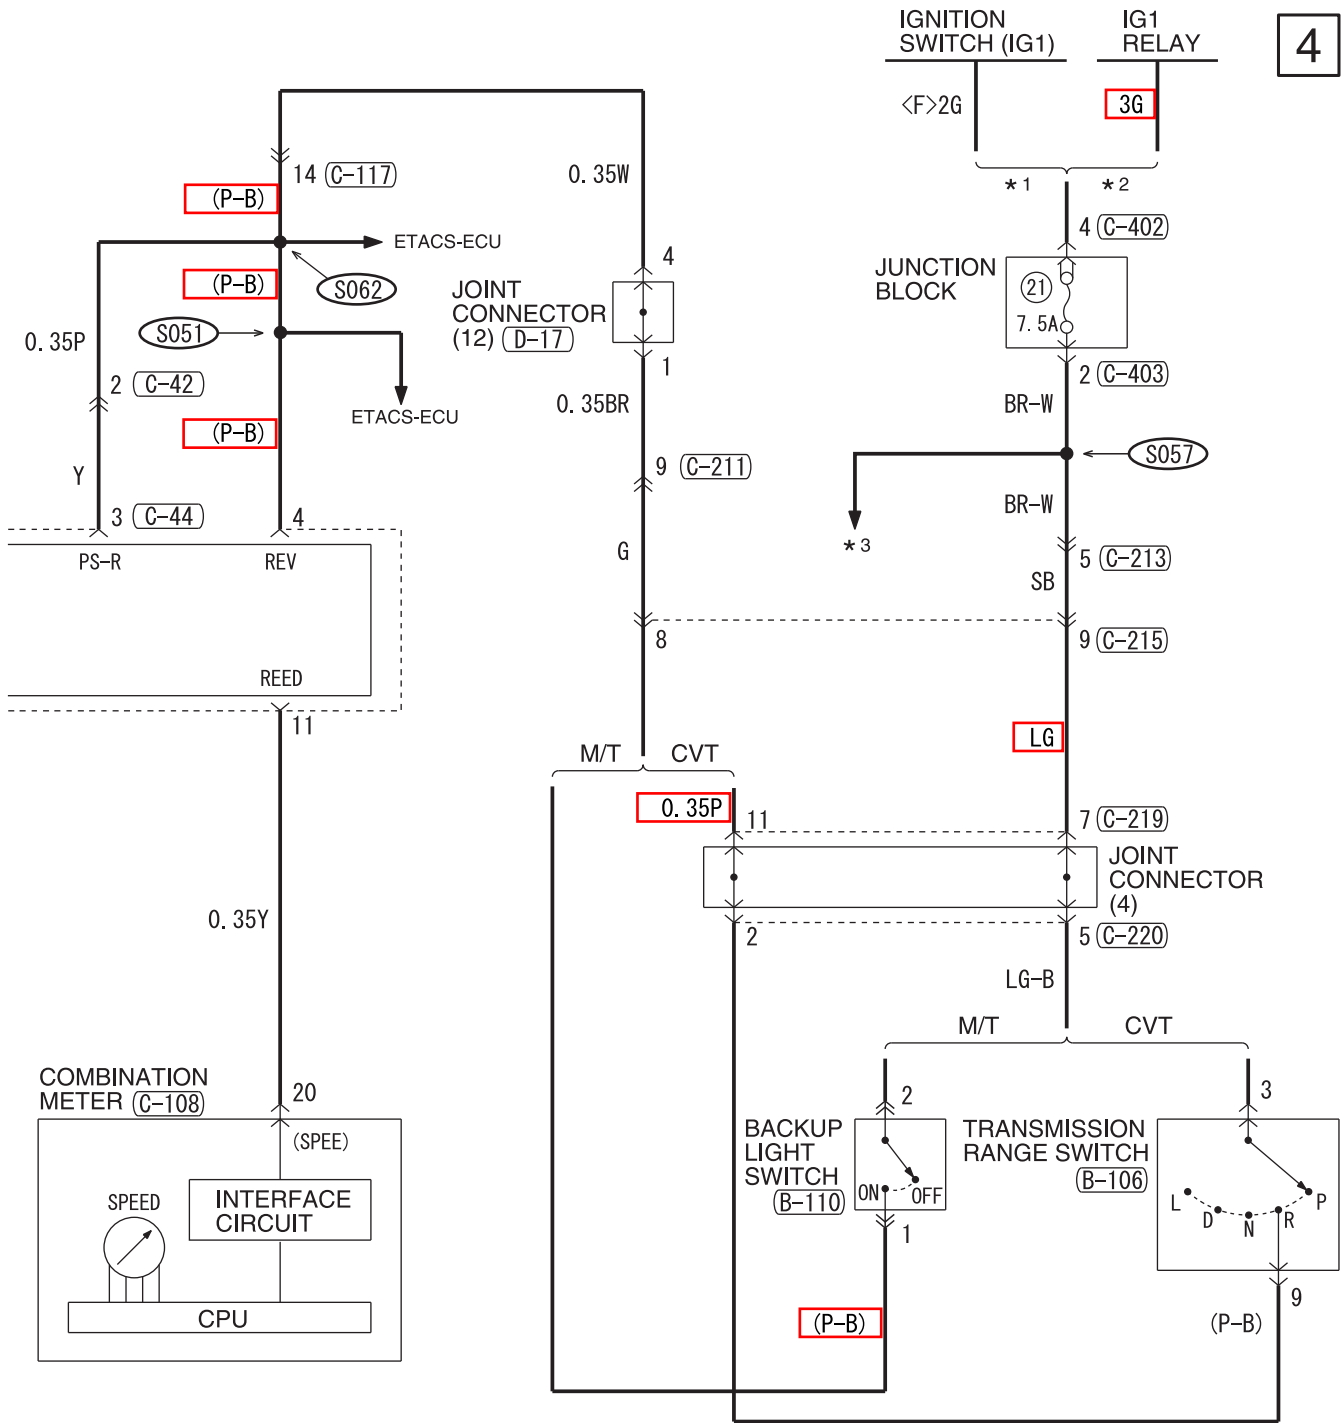 IGNITION
SWITCH (IG1)
IG1
RELAY
4
<F>2G
3G
*1
*2
14 (C-117)
(P-B)
0.35W
ETACS-ECU
4
4 (C-402)
(P-B)
S062
JOINT
CONNECTOR
(12) (D-17)
JUNCTION
BLOCK
21
7.5A
0.35P
S051
1
2 (C-403)
2 (C-42)
0.35BR
BR-W
ETACS-ECU
(P-B)
9 (C-211)
S057
Y
BR-W
3 (C-44)
4
*3
PS-R
REV
G
5 (C-213)
SB
8
9 (C-215)
REED
11
M/T
CVT
LG
0.35P
11
7 (C-219)
JOINT
CONNECTOR
(4)
0.35Y
2
5 (C-220)
LG-B
M/T
CVT
COMBINATION
METER (C-108)
20
2
3
(SPEE)
BACKUP
LIGHT
SWITCH
(B-110)
ON
OFF
TRANSMISSION
RANGE SWITCH
(B-106)
L
D
N
R
P
SPEED
INTERFACE
CIRCUIT
1
9
CPU
(P-B)
(P-B)